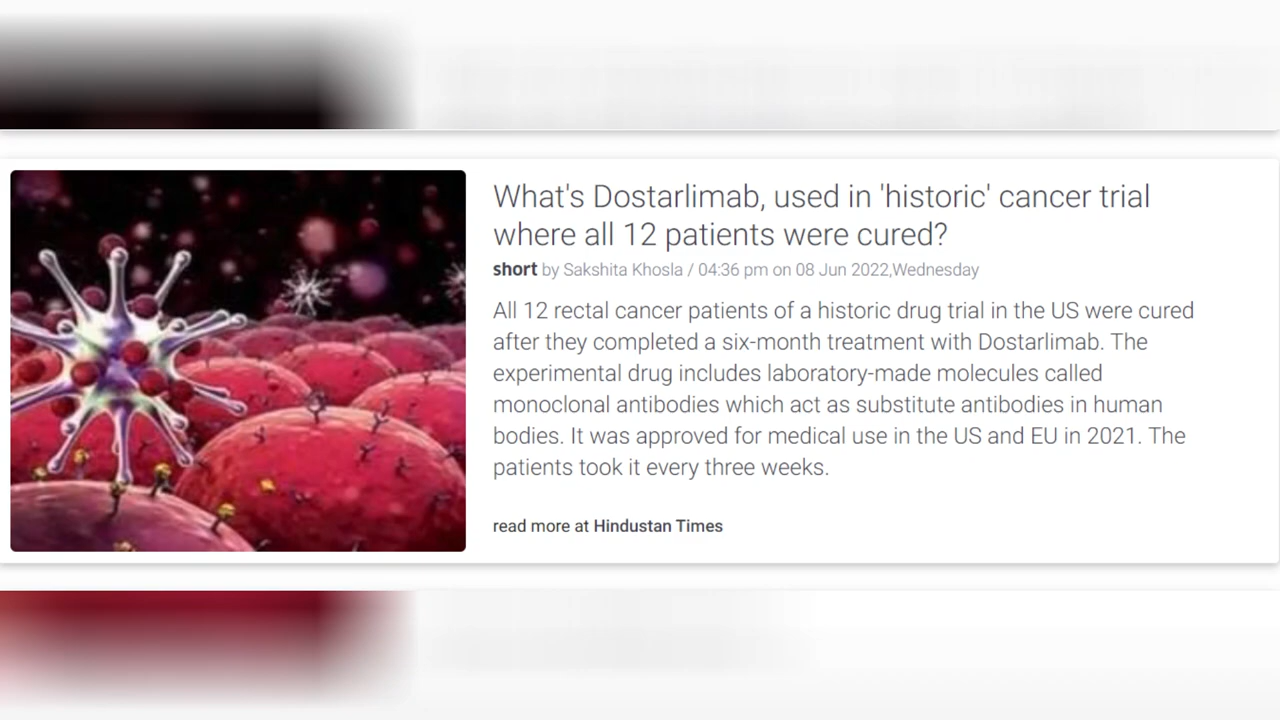 What's Dostarlimab, used in 'historic' cancer trial
where all 12 patients were cured?
short by Sakshita Khosla / 04:36 pm on 08 Jun 2022,Wednesday
All 12 rectal cancer patients of a historic drug trial in the US were cured
after they completed a six-month treatment with Dostarlimab. The
experimental drug includes laboratory-made molecules called
monoclonal antibodies which act as substitute antibodies in human
bodies. It was approved for medical use in the US and EU in 2021. The
patients took it every three weeks.
read more at Hindustan Times